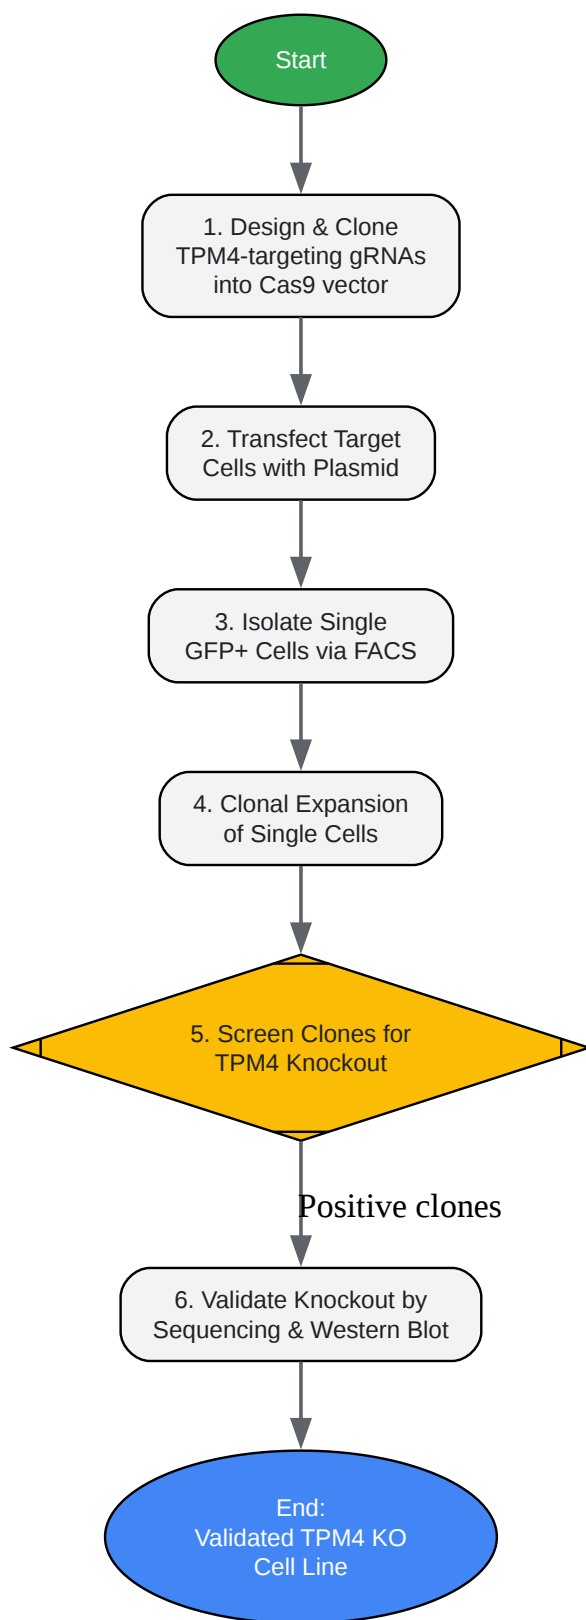 Start
1. Design & Clone
TPM4-targeting gRNAs
into Cas9 vector
2. Transfect Target
Cells with Plasmid
3. Isolate Single
GFP+ Cells via FACS
4. Clonal Expansion
of Single Cells
5. Screen Clones for
TPM4 Knockout
Positive clones
6. Validate Knockout by
Sequencing & Western Blot
End:
Validated TPM4 KO
Cell Line